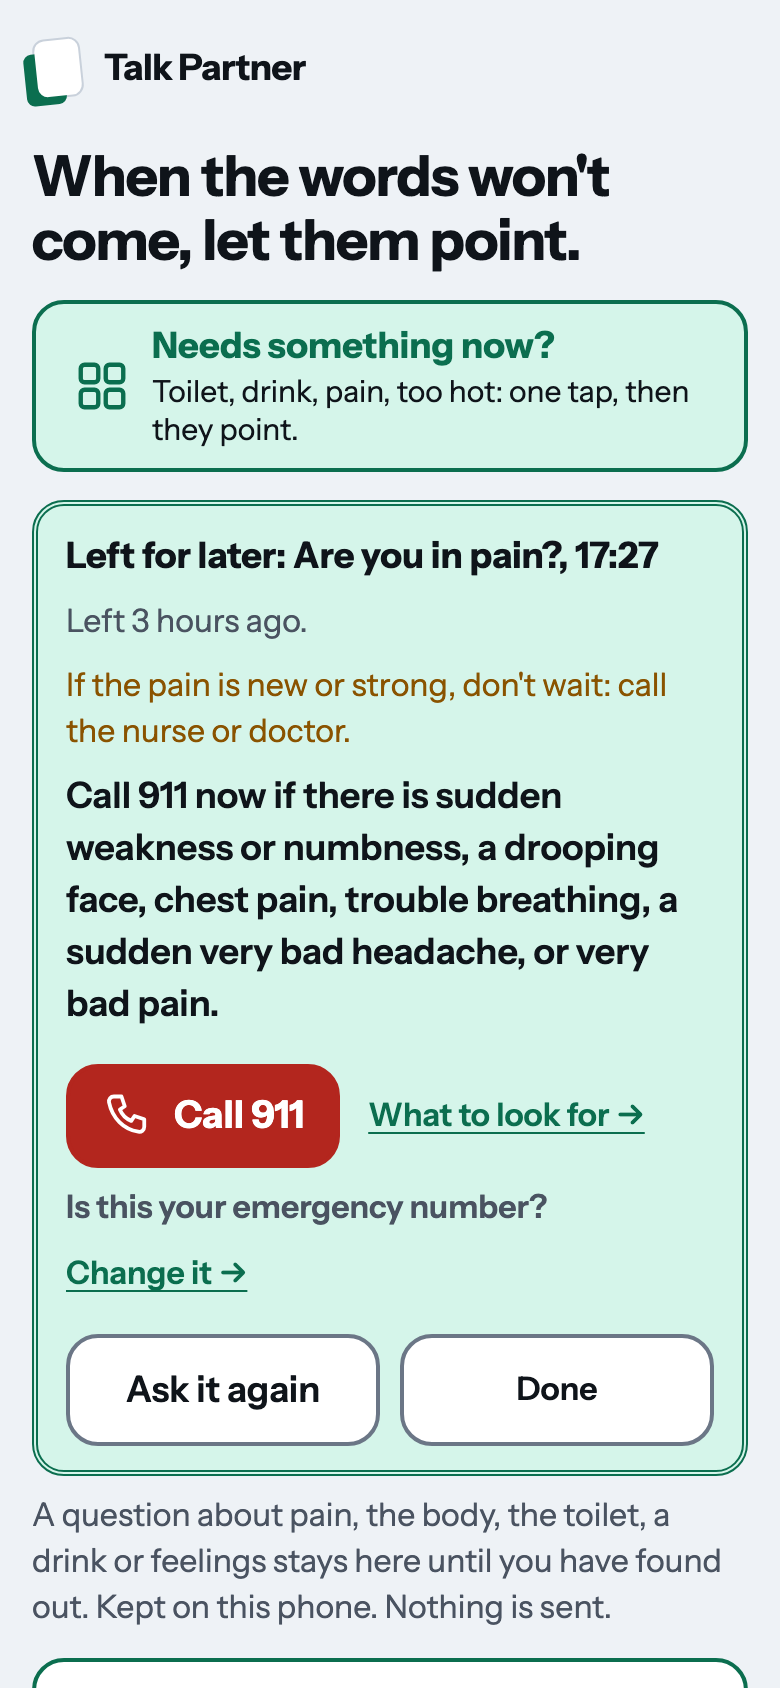 Talk Partner
When the words won't
come, let them point.
Needs something now?
Toilet, drink, pain, too hot: one tap, then
they point.
Left for later: Are you in pain?, 17:27
Left 3 hours ago.
If the pain is new or strong, don't wait: call
the nurse or doctor.
Call 911 now if there is sudden
weakness or numbness, a drooping
face, chest pain, trouble breathing, a
sudden very bad headache, or very
bad pain.
Call 911
What to look for →
Is this your emergency number?
Change it →
Ask it again
Done
A question about pain, the body, the toilet, a
drink or feelings stays here until you have found
out. Kept on this phone. Nothing is sent.